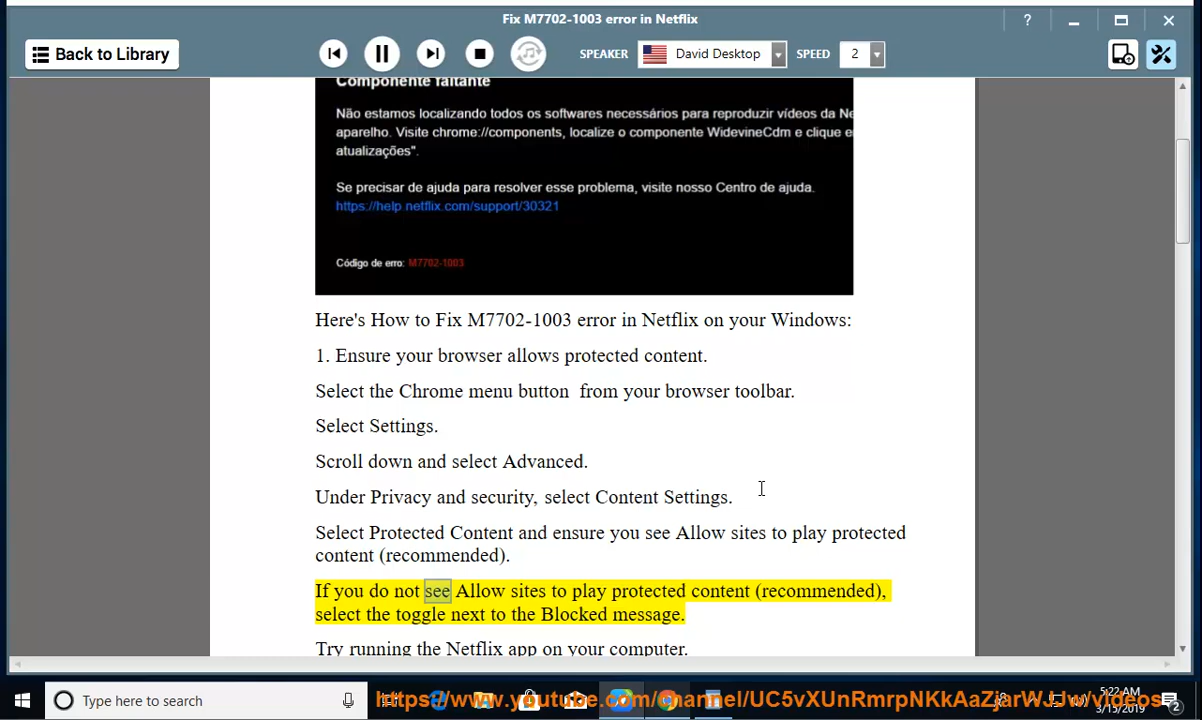 Fix M7702-1003 error in Netflix
?
Back to Library
SPEAKER David Desktop SPEED 2
Componente faltante
Não estamos localizando todos os softwares necessários para reproduzir vídeos da Ne
aparelho. Visite chrome://components, localize o componente WidevineCdm e clique e
atualizações".
Se precisar de ajuda para resolver esse problema, visite nosso Centro de ajuda.
https://help.netflix.com/support/30321
Código de erro: M7702-1003
Here's How to Fix M7702-1003 error in Netflix on your Windows:
1. Ensure your browser allows protected content.
Select the Chrome menu button from your browser toolbar.
Select Settings.
Scroll down and select Advanced.
Under Privacy and security, select Content Settings.
Select Protected Content and ensure you see Allow sites to play protected
content (recommended).
If you do not see Allow sites to play protected content (recommended),
select the toggle next to the Blocked message.
Try running the Netflix app on your computer.
Type here to search
https://www.youtube.com/channel/UC5vXUnRmrpNKkAaZjarWJvw/videos
5:22 AM
3/15/2019
2